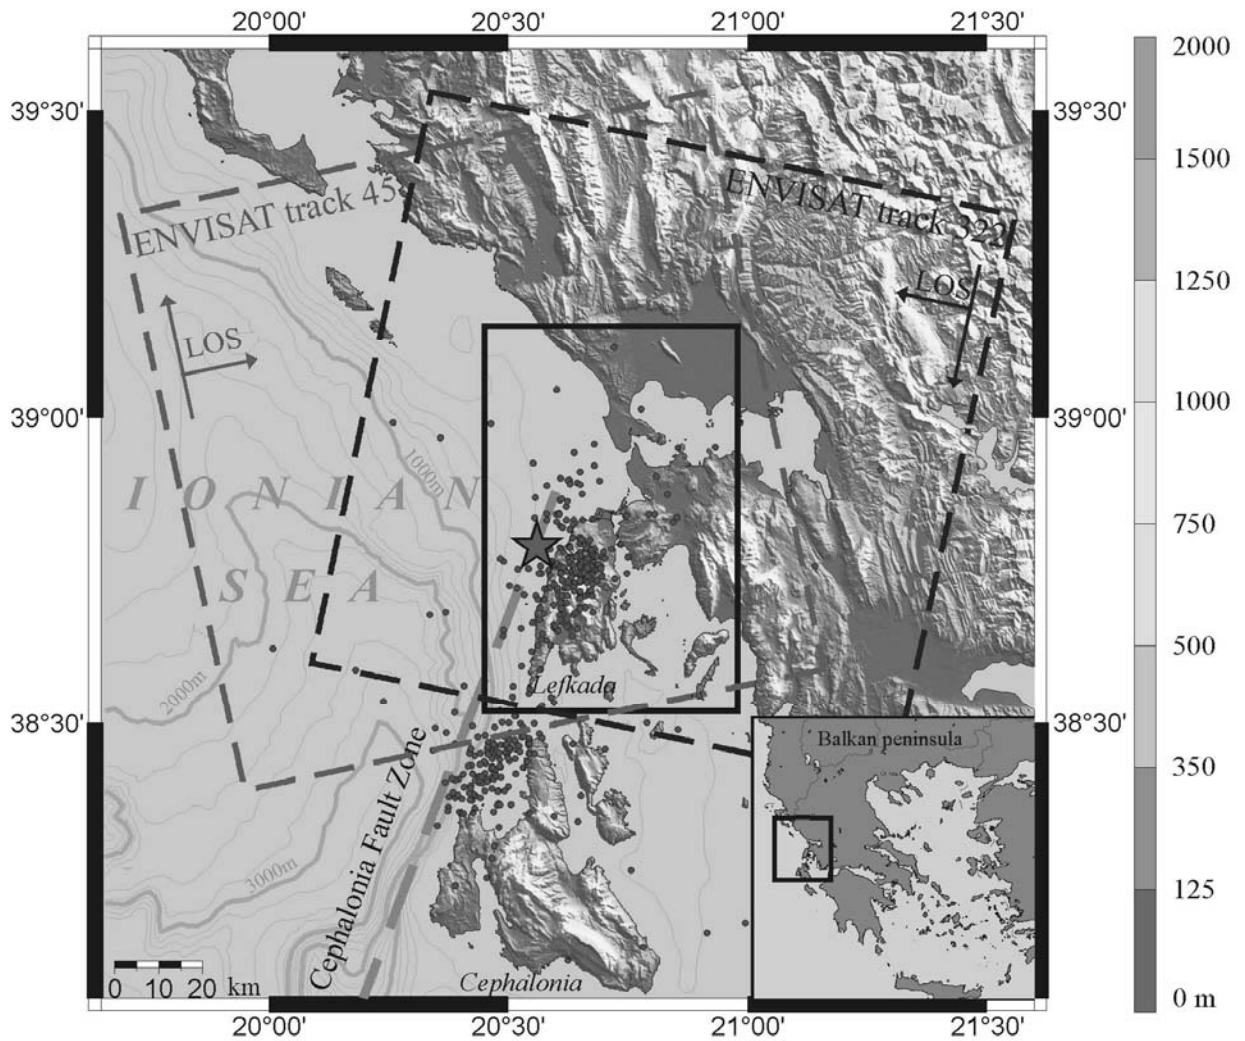 20°00'
20°30'
21°00'
21°30'
39°30'
39°30'
ENVISAT track 45
ENVISAT track 322
LOS
LOS
39°00'
39°00'
1000m
IONIAN
SEA
2000m
Lefkada
38°30'
38°30'
Cephalonia Fault Zone
3000m
Balkan peninsula
Cephalonia
0 10 20 km
20°00'
20°30'
21°00'
21°30'
2000
1500
1250
1000
750
500
350
125
0 m